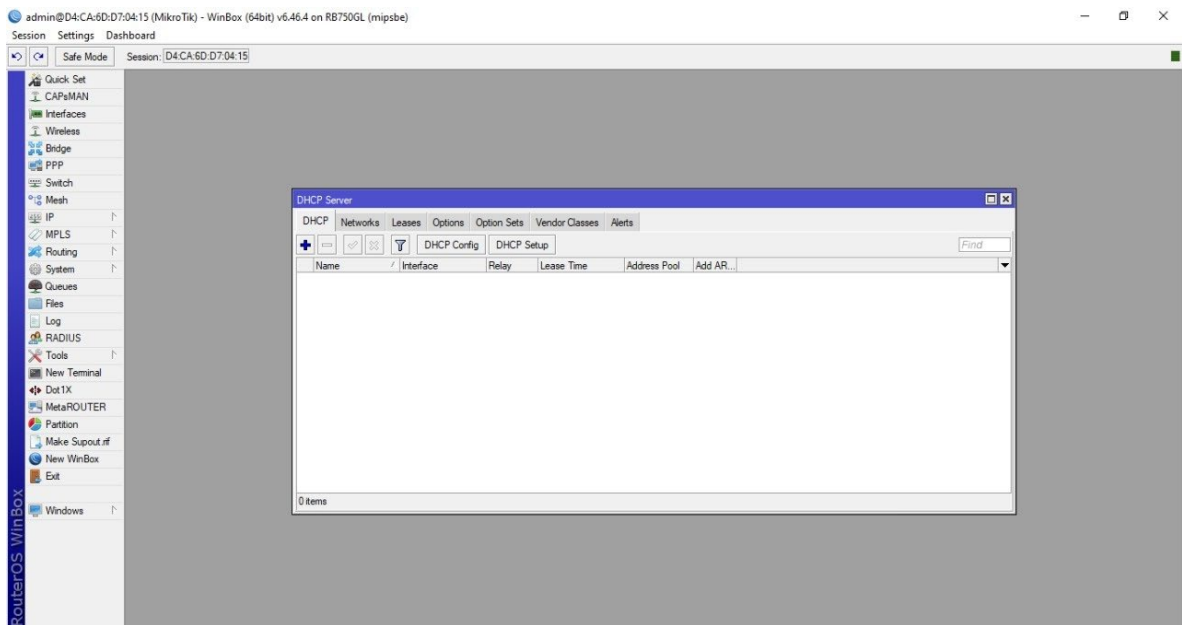 admin@D4:CA:6D:D7:04:15 (MikroTik) - WinBox (64bit) v6.46.4 on RB750GL (mipsbe)
Session Settings Dashboard
Safe Mode Session: D4:CA:6D:D7:04:15
Quick Set
CAPsMAN
Interfaces
Wireless
Bridge
PPP
Switch
Mesh
IP
MPLS
Routing
System
Queues
Files
Log
RADIUS
Tools
New Terminal
Dot1X
MetaROUTER
Partition
Make Supout.rif
New WinBox
Exit
Windows
RouterOS WinBox
DHCP Server
DHCP Networks Leases Options Option Sets Vendor Classes Alerts
DHCP Config DHCP Setup Find
Name / Interface Relay Lease Time Address Pool Add AR...
0 items